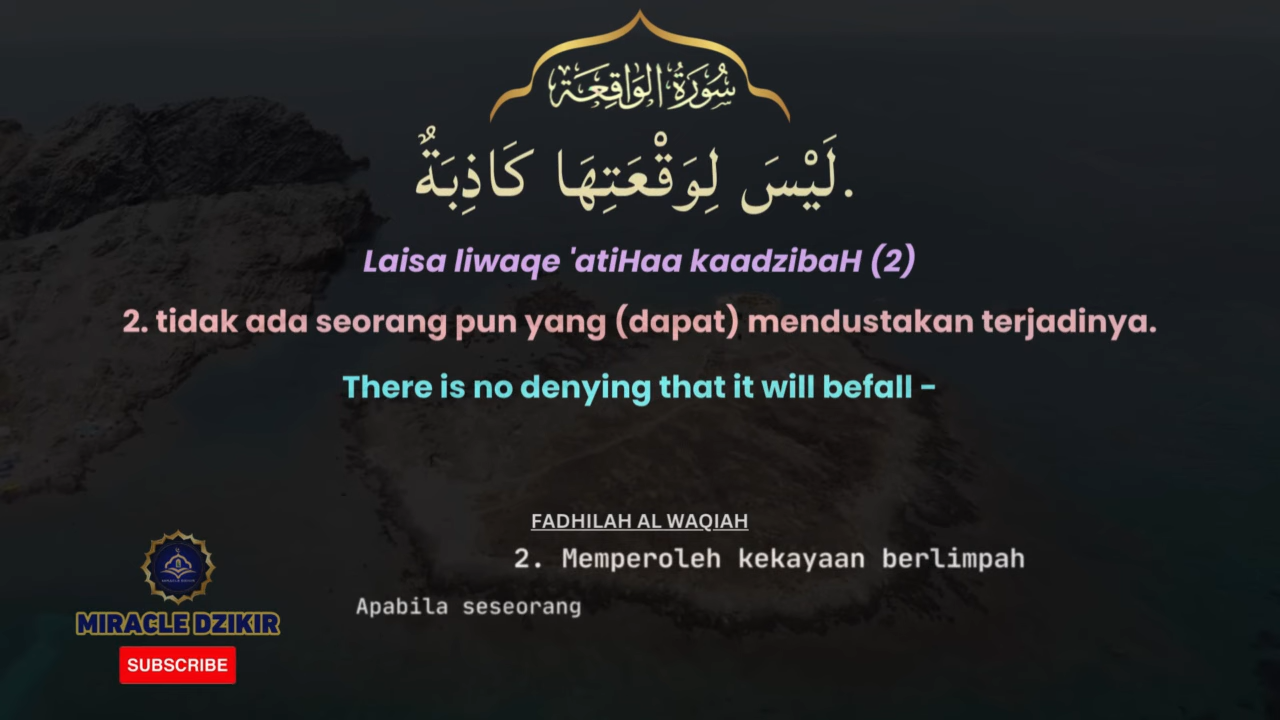 سُورَةُ الوَاقِعَة
لَيْسَ لِوَقْعَتِهَا كَاذِبَةٌ.
Laisa liwaqe 'atiHaa kaadzibaH (2)
2. tidak ada seorang pun yang (dapat) mendustakan terjadinya.
There is no denying that it will befall -
FADHILAH AL WAQIAH
2. Memperoleh kekayaan berlimpah
Apabila seseorang
MIRACLE DZIKIR
SUBSCRIBE